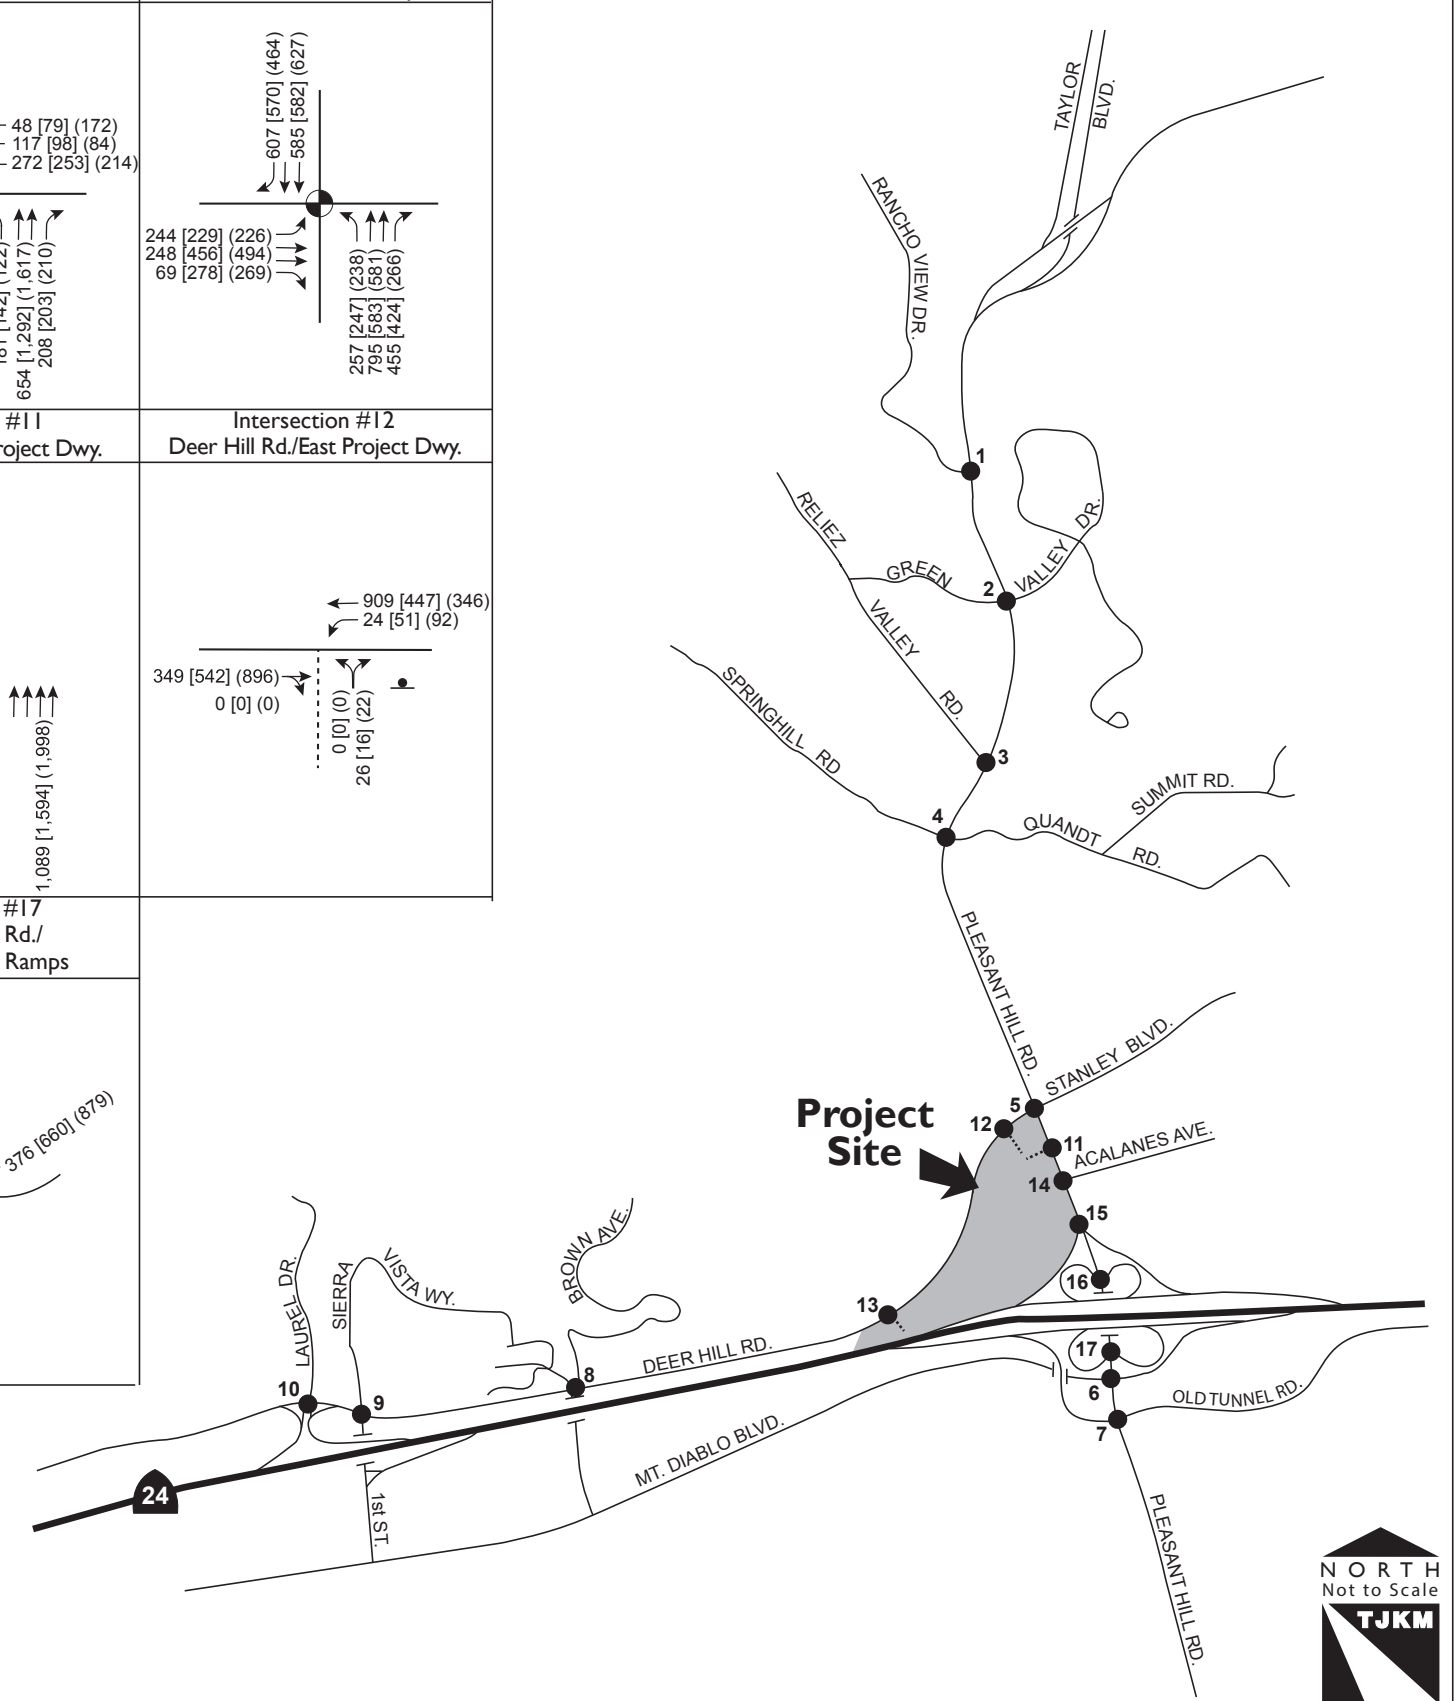 48 [79] (172)
117 [98] (84)
272 [253] (214)
654 [1,292] (1,617)
208 [203] (210)
607 [570] (464)
585 [582] (627)
244 [229] (226)
248 [456] (494)
69 [278] (269)
257 [247] (238)
795 [583] (581)
455 [424] (266)
#11
roject Dwy.
Intersection #12
Deer Hill Rd./East Project Dwy.
1,089 [1,594] (1,998)
909 [447] (346)
24 [51] (92)
349 [542] (896)
0 [0] (0)
0 [0] (0)
26 [16] (22)
#17
Rd./
Ramps
376 [660] (879)
TAYLOR
BLVD.
RANCHO VIEW DR.
1
RELIEZ
VALLEY
RD.
GREEN
VALLEY DR.
2
3
SPRINGHILL RD
4
QUANDT RD.
SUMMIT RD.
PLEASANT HILL RD.
STANLEY BLVD.
5
Project
Site
12
11
ACALANES AVE.
14
15
16
13
17
6
7
OLD TUNNEL RD.
LAUREL DR.
SIERRA
VISTA WY.
BROWN AVE.
DEER HILL RD.
8
9
10
MT. DIABLO BLVD.
24
1st ST.
PLEASANT HILL RD.
NORTH
Not to Scale
TJKM